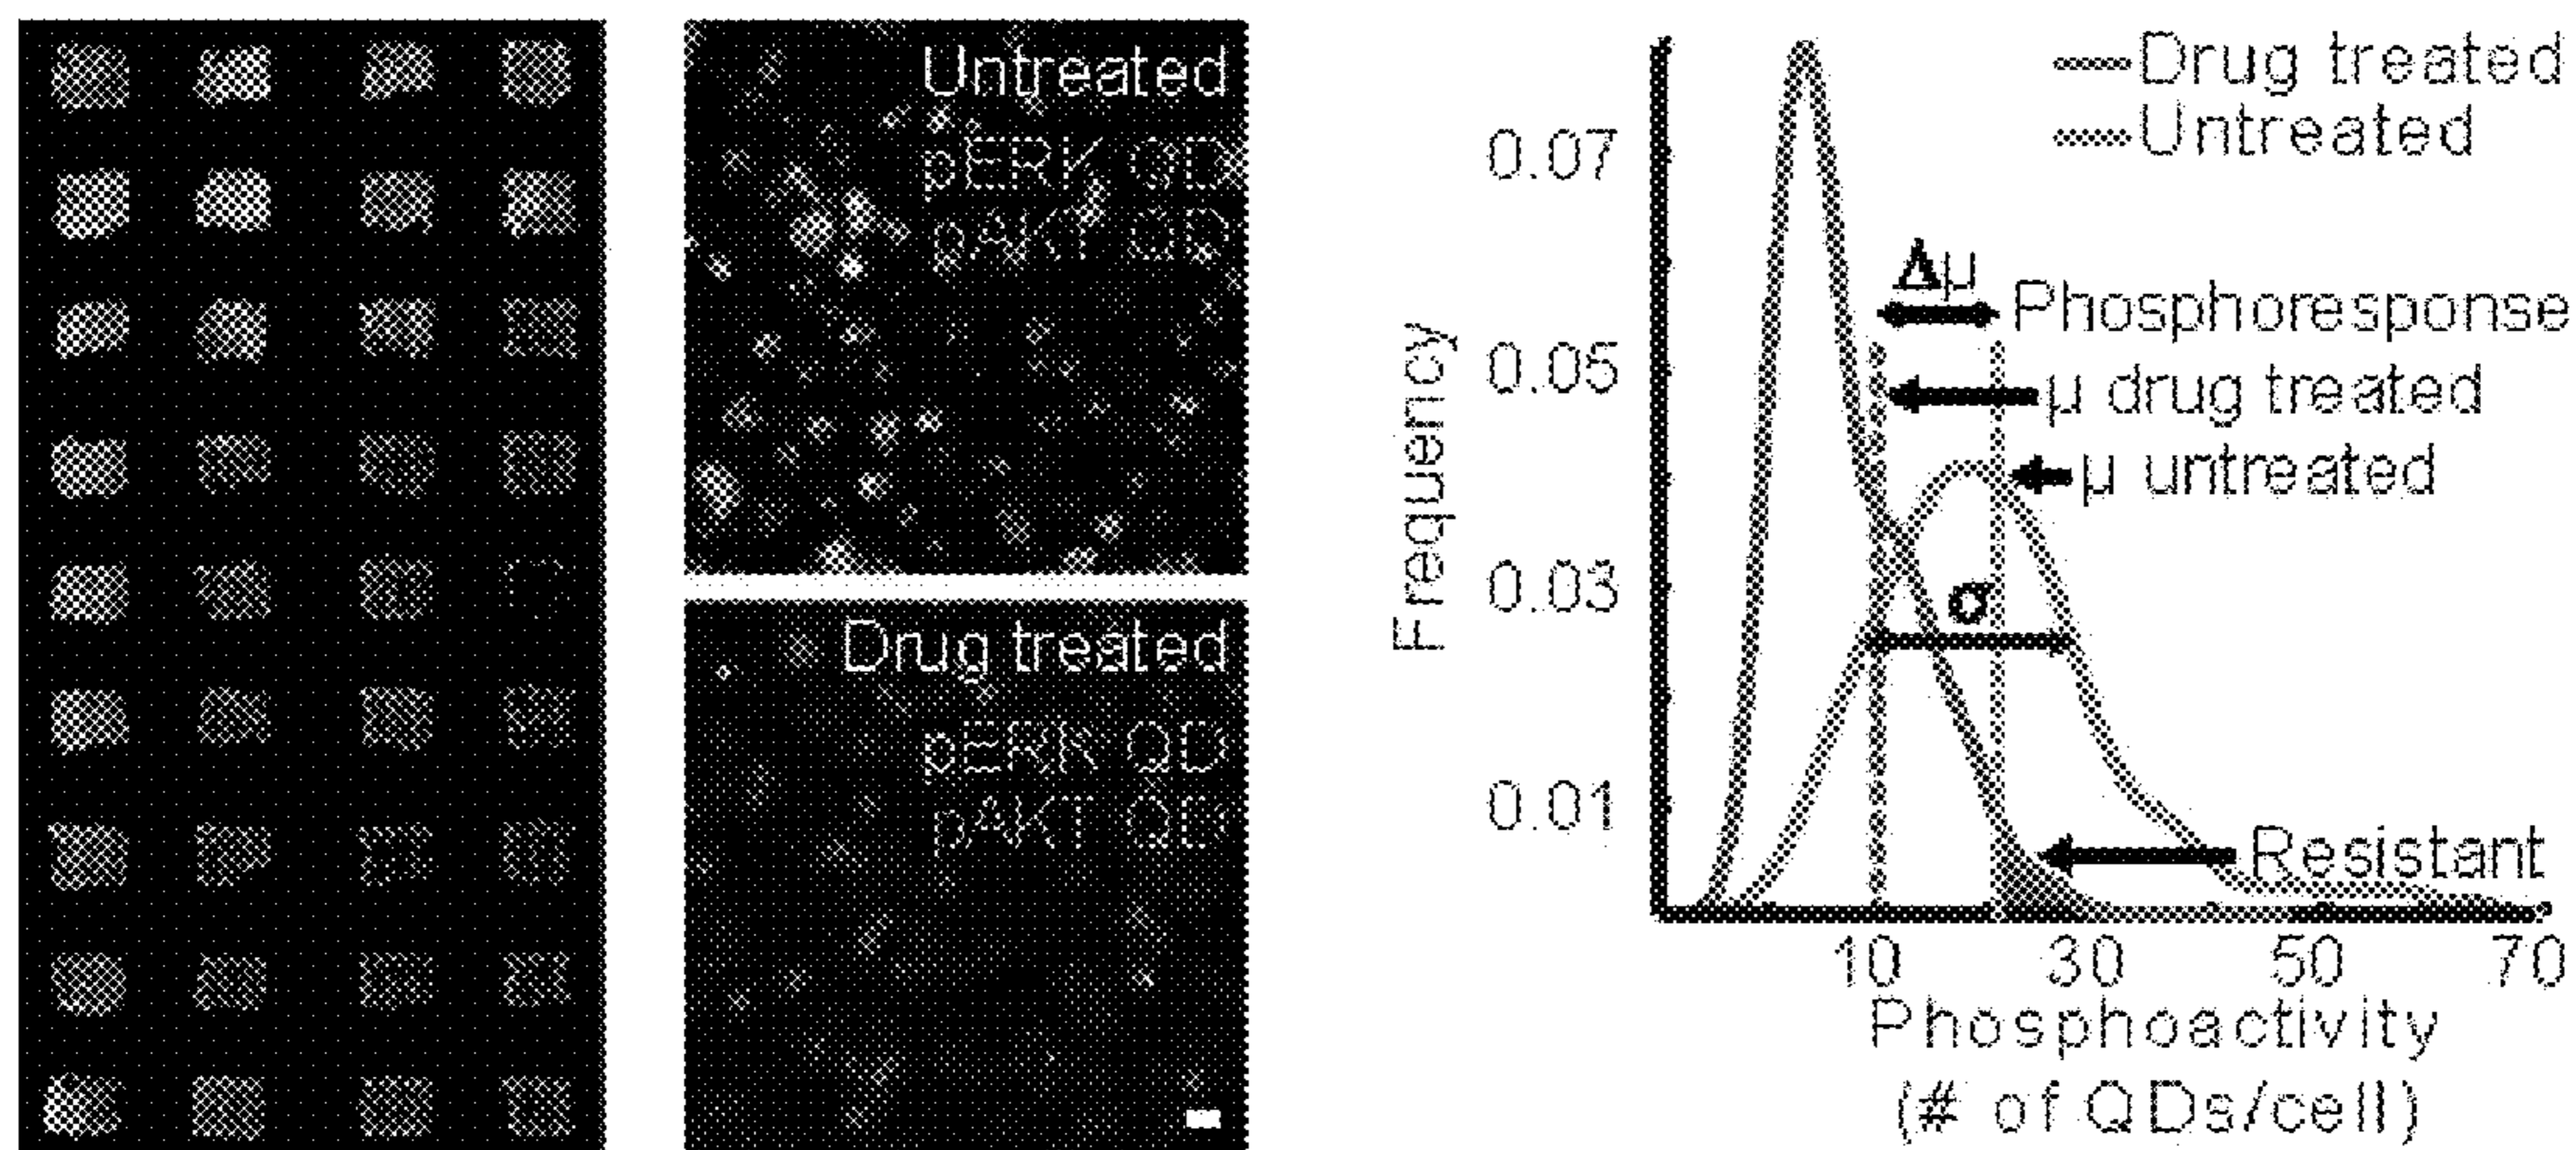 Untreated
pERK QD
pAKT QD
Drug treated
pERK QD
pAKT QD
Drug treated
Untreated
Δμ
Phosphoresponse
μ drug treated
μ untreated
σ
Resistant
Frequency
0.07
0.05
0.03
0.01
10 30 50 70
Phosphoactivity
(# of QDs/cell)